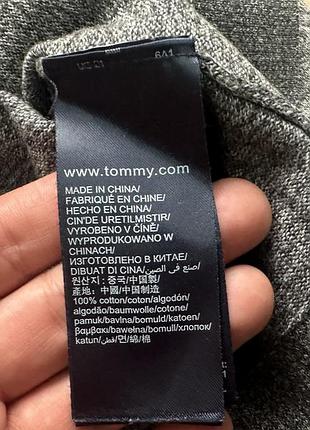 www.tommy.com
MADE IN CHINA/
FABRIQUÉ EN CHINE/
HECHO EN CHINA/
CIN'DE URETILMISTIR/
VYROBENO V ČÍNĚ/
WYPRODUKOWANO W
CHINACH/
ИЗГОТОВЛЕНО В КИТАЕ/
DIBUAT DI CINA/صنع في الصين/
원산지: 중국/中国製/
產地: 中國/中国制造
100% cotton/coton/algodón/
algodão/baumwolle/cotone/
pamuk/bavlna/bomuld/katoen/
βαμβακι/bawełna/bomull/хлопок/
katun/قطن/면/綿/棉/